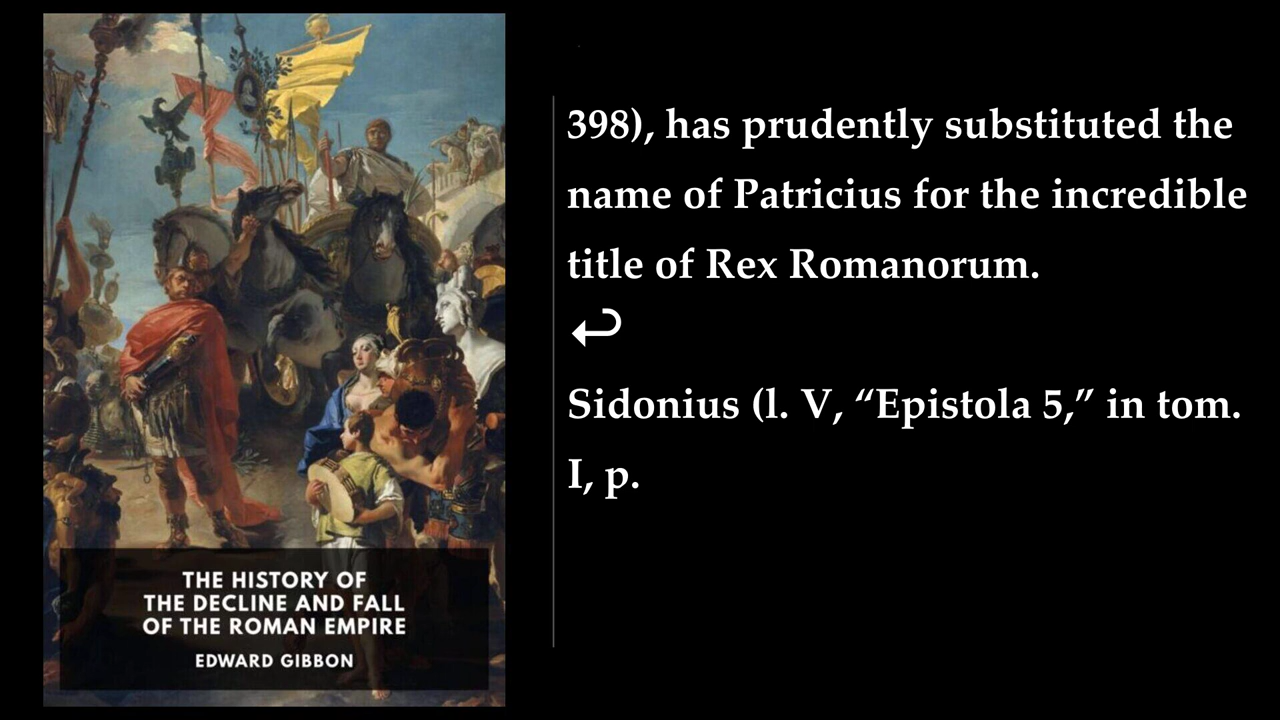 398), has prudently substituted the
name of Patricius for the incredible
title of Rex Romanorum.
↩
Sidonius (l. V, “Epistola 5,” in tom.
I, p.
THE HISTORY OF
THE DECLINE AND FALL
OF THE ROMAN EMPIRE
EDWARD GIBBON